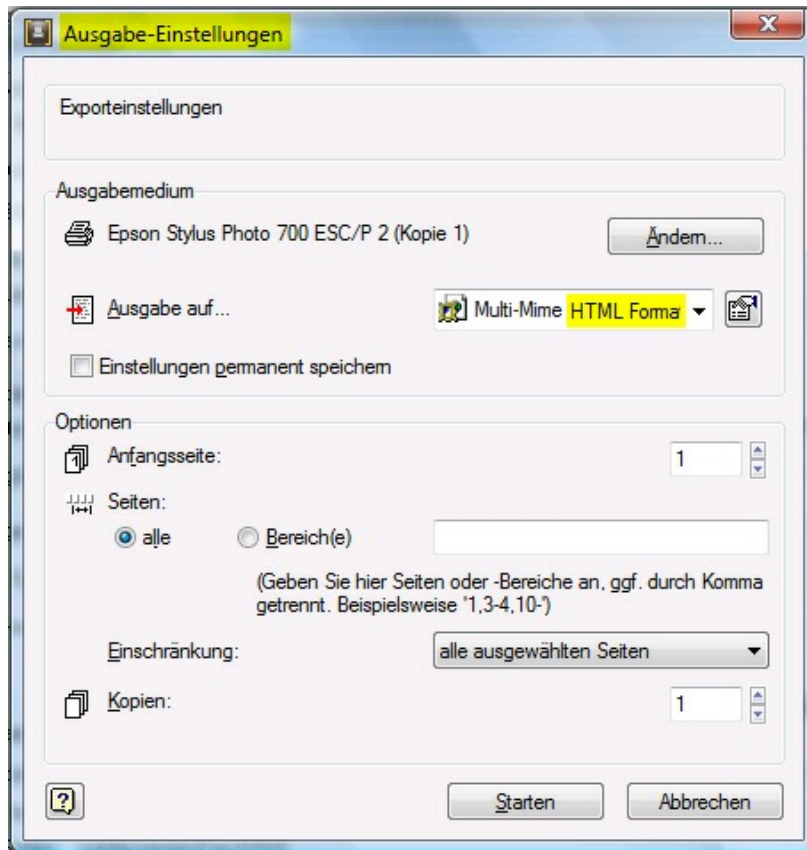 Ausgabe-Einstellungen
Exporteinstellungen
Ausgabemedium
Epson Stylus Photo 700 ESC/P 2 (Kopie 1)
Ändern...
Ausgabe auf...
Multi-Mime HTML Forma
Einstellungen permanent speichern
Optionen
Anfangsseite:
1
Seiten:
alle
Bereich(e)
(Geben Sie hier Seiten oder -Bereiche an, ggf. durch Komma
getrennt. Beispielsweise '1,3-4,10-')
Einschränkung:
alle ausgewählten Seiten
Kopien:
1
Starten
Abbrechen